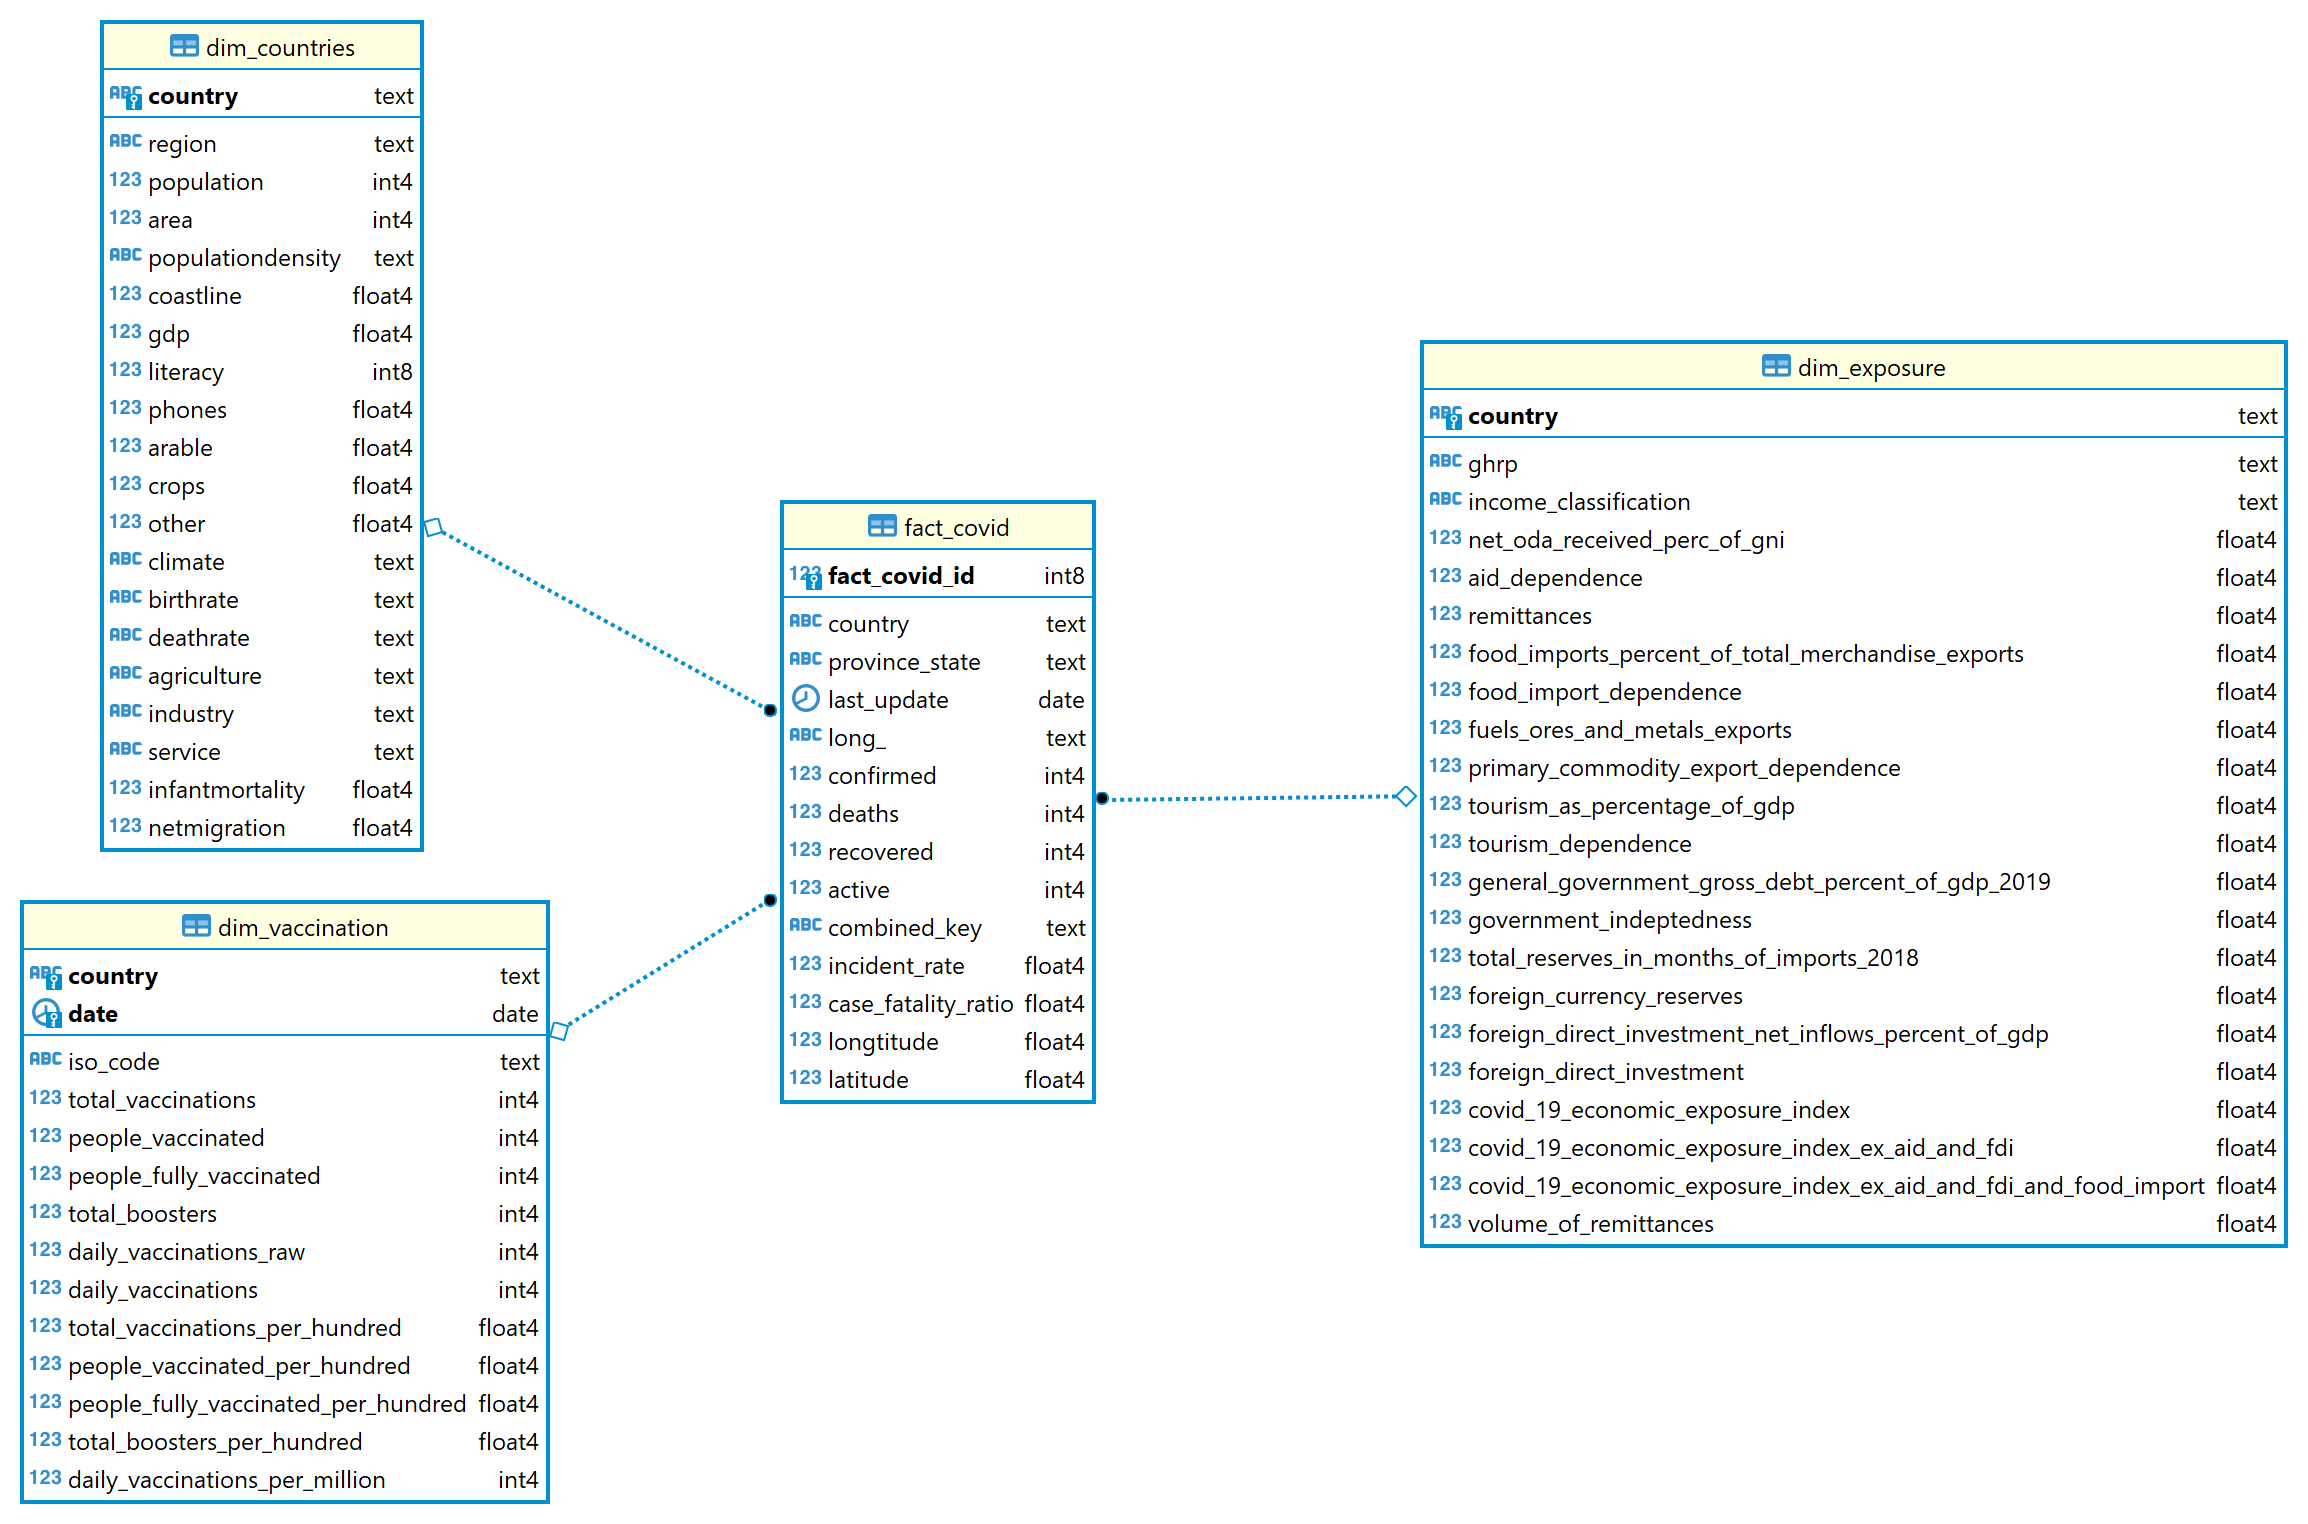 dim_countries
ABC country text
ABC region text
123 population int4
123 area int4
ABC populationdensity text
123 coastline float4
123 gdp float4
123 literacy int8
123 phones float4
123 arable float4
123 crops float4
123 other float4
ABC climate text
ABC birthrate text
ABC deathrate text
ABC agriculture text
ABC industry text
ABC service text
123 infantmortality float4
123 netmigration float4
dim_vaccination
ABC country text
date date
ABC iso_code text
123 total_vaccinations int4
123 people_vaccinated int4
123 people_fully_vaccinated int4
123 total_boosters int4
123 daily_vaccinations_raw int4
123 daily_vaccinations int4
123 total_vaccinations_per_hundred float4
123 people_vaccinated_per_hundred float4
123 people_fully_vaccinated_per_hundred float4
123 total_boosters_per_hundred float4
123 daily_vaccinations_per_million int4
fact_covid
123 fact_covid_id int8
ABC country text
ABC province_state text
last_update date
ABC long_ text
123 confirmed int4
123 deaths int4
123 recovered int4
123 active int4
ABC combined_key text
123 incident_rate float4
123 case_fatality_ratio float4
123 longtitude float4
123 latitude float4
dim_exposure
ABC country text
ABC ghrp text
ABC income_classification text
123 net_oda_received_perc_of_gni float4
123 aid_dependence float4
123 remittances float4
123 food_imports_percent_of_total_merchandise_exports float4
123 food_import_dependence float4
123 fuels_ores_and_metals_exports float4
123 primary_commodity_export_dependence float4
123 tourism_as_percentage_of_gdp float4
123 tourism_dependence float4
123 general_government_gross_debt_percent_of_gdp_2019 float4
123 government_indeptedness float4
123 total_reserves_in_months_of_imports_2018 float4
123 foreign_currency_reserves float4
123 foreign_direct_investment_net_inflows_percent_of_gdp float4
123 foreign_direct_investment float4
123 covid_19_economic_exposure_index float4
123 covid_19_economic_exposure_index_ex_aid_and_fdi float4
123 covid_19_economic_exposure_index_ex_aid_and_fdi_and_food_import float4
123 volume_of_remittances float4